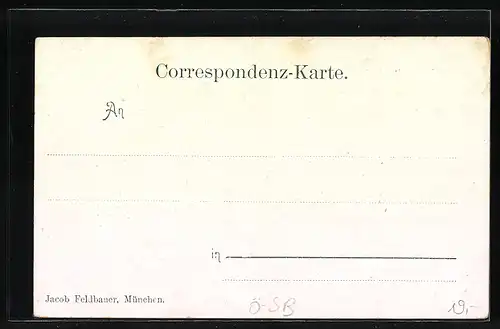 Correspondenz-Karte.
An
in
Jacob Feldbauer, München.
Ö-SB
19,-